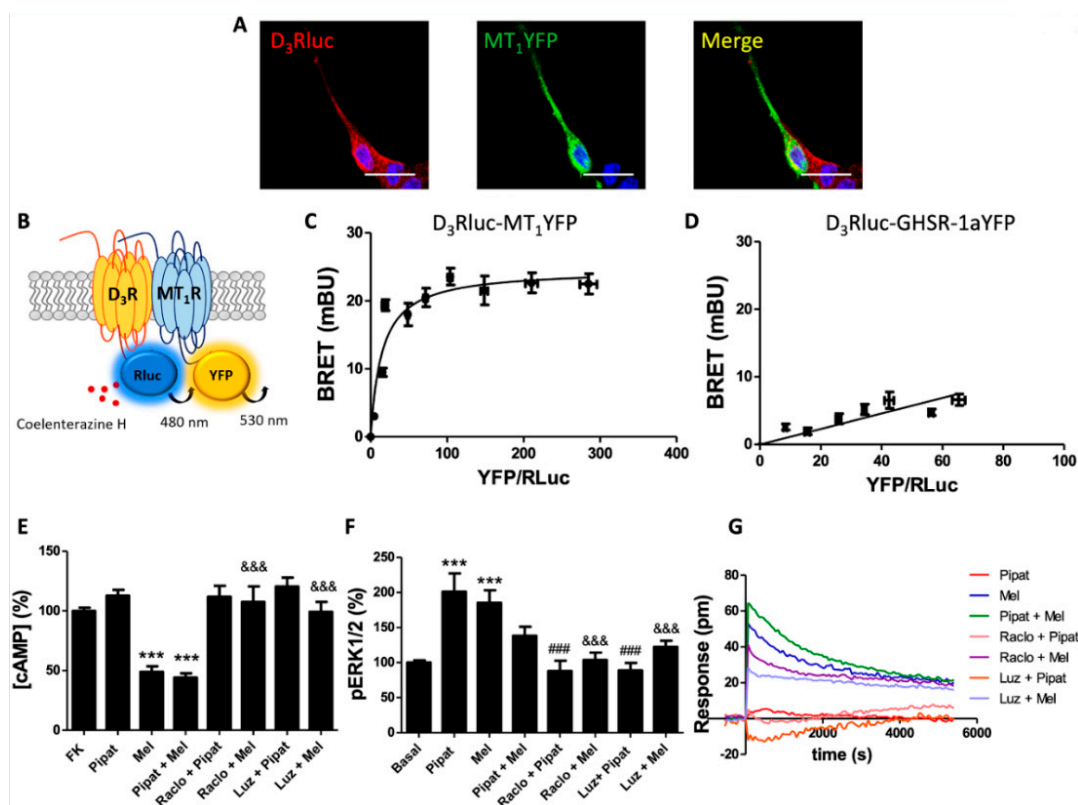 A
D3Rluc
MT1YFP
Merge
B
D3R
MT1R
Rluc
YFP
Coelenterazine H
480 nm
530 nm
C
D3Rluc-MT1YFP
BRET (mBU)
30
20
10
0
0 100 200 300 400
YFP/RLuc
D
D3Rluc-GHSR-1aYFP
BRET (mBU)
30
20
10
0
0 20 40 60 80 100
YFP/RLuc
E
[cAMP] (%)
150
100
50
0
*** *** &&& &&&
FK
Pipat
Mel
Pipat + Mel
Raclo + Pipat
Raclo + Mel
Luz + Pipat
Luz + Mel
F
pERK1/2 (%)
250
200
150
100
50
0
*** *** ### &&& ### &&&
Basal
Pipat
Mel
Pipat + Mel
Raclo + Pipat
Raclo + Mel
Luz+ Pipat
Luz + Mel
G
Response (pm)
80
60
40
20
0
-20
2000 4000 6000
time (s)
Pipat
Mel
Pipat + Mel
Raclo + Pipat
Raclo + Mel
Luz + Pipat
Luz + Mel